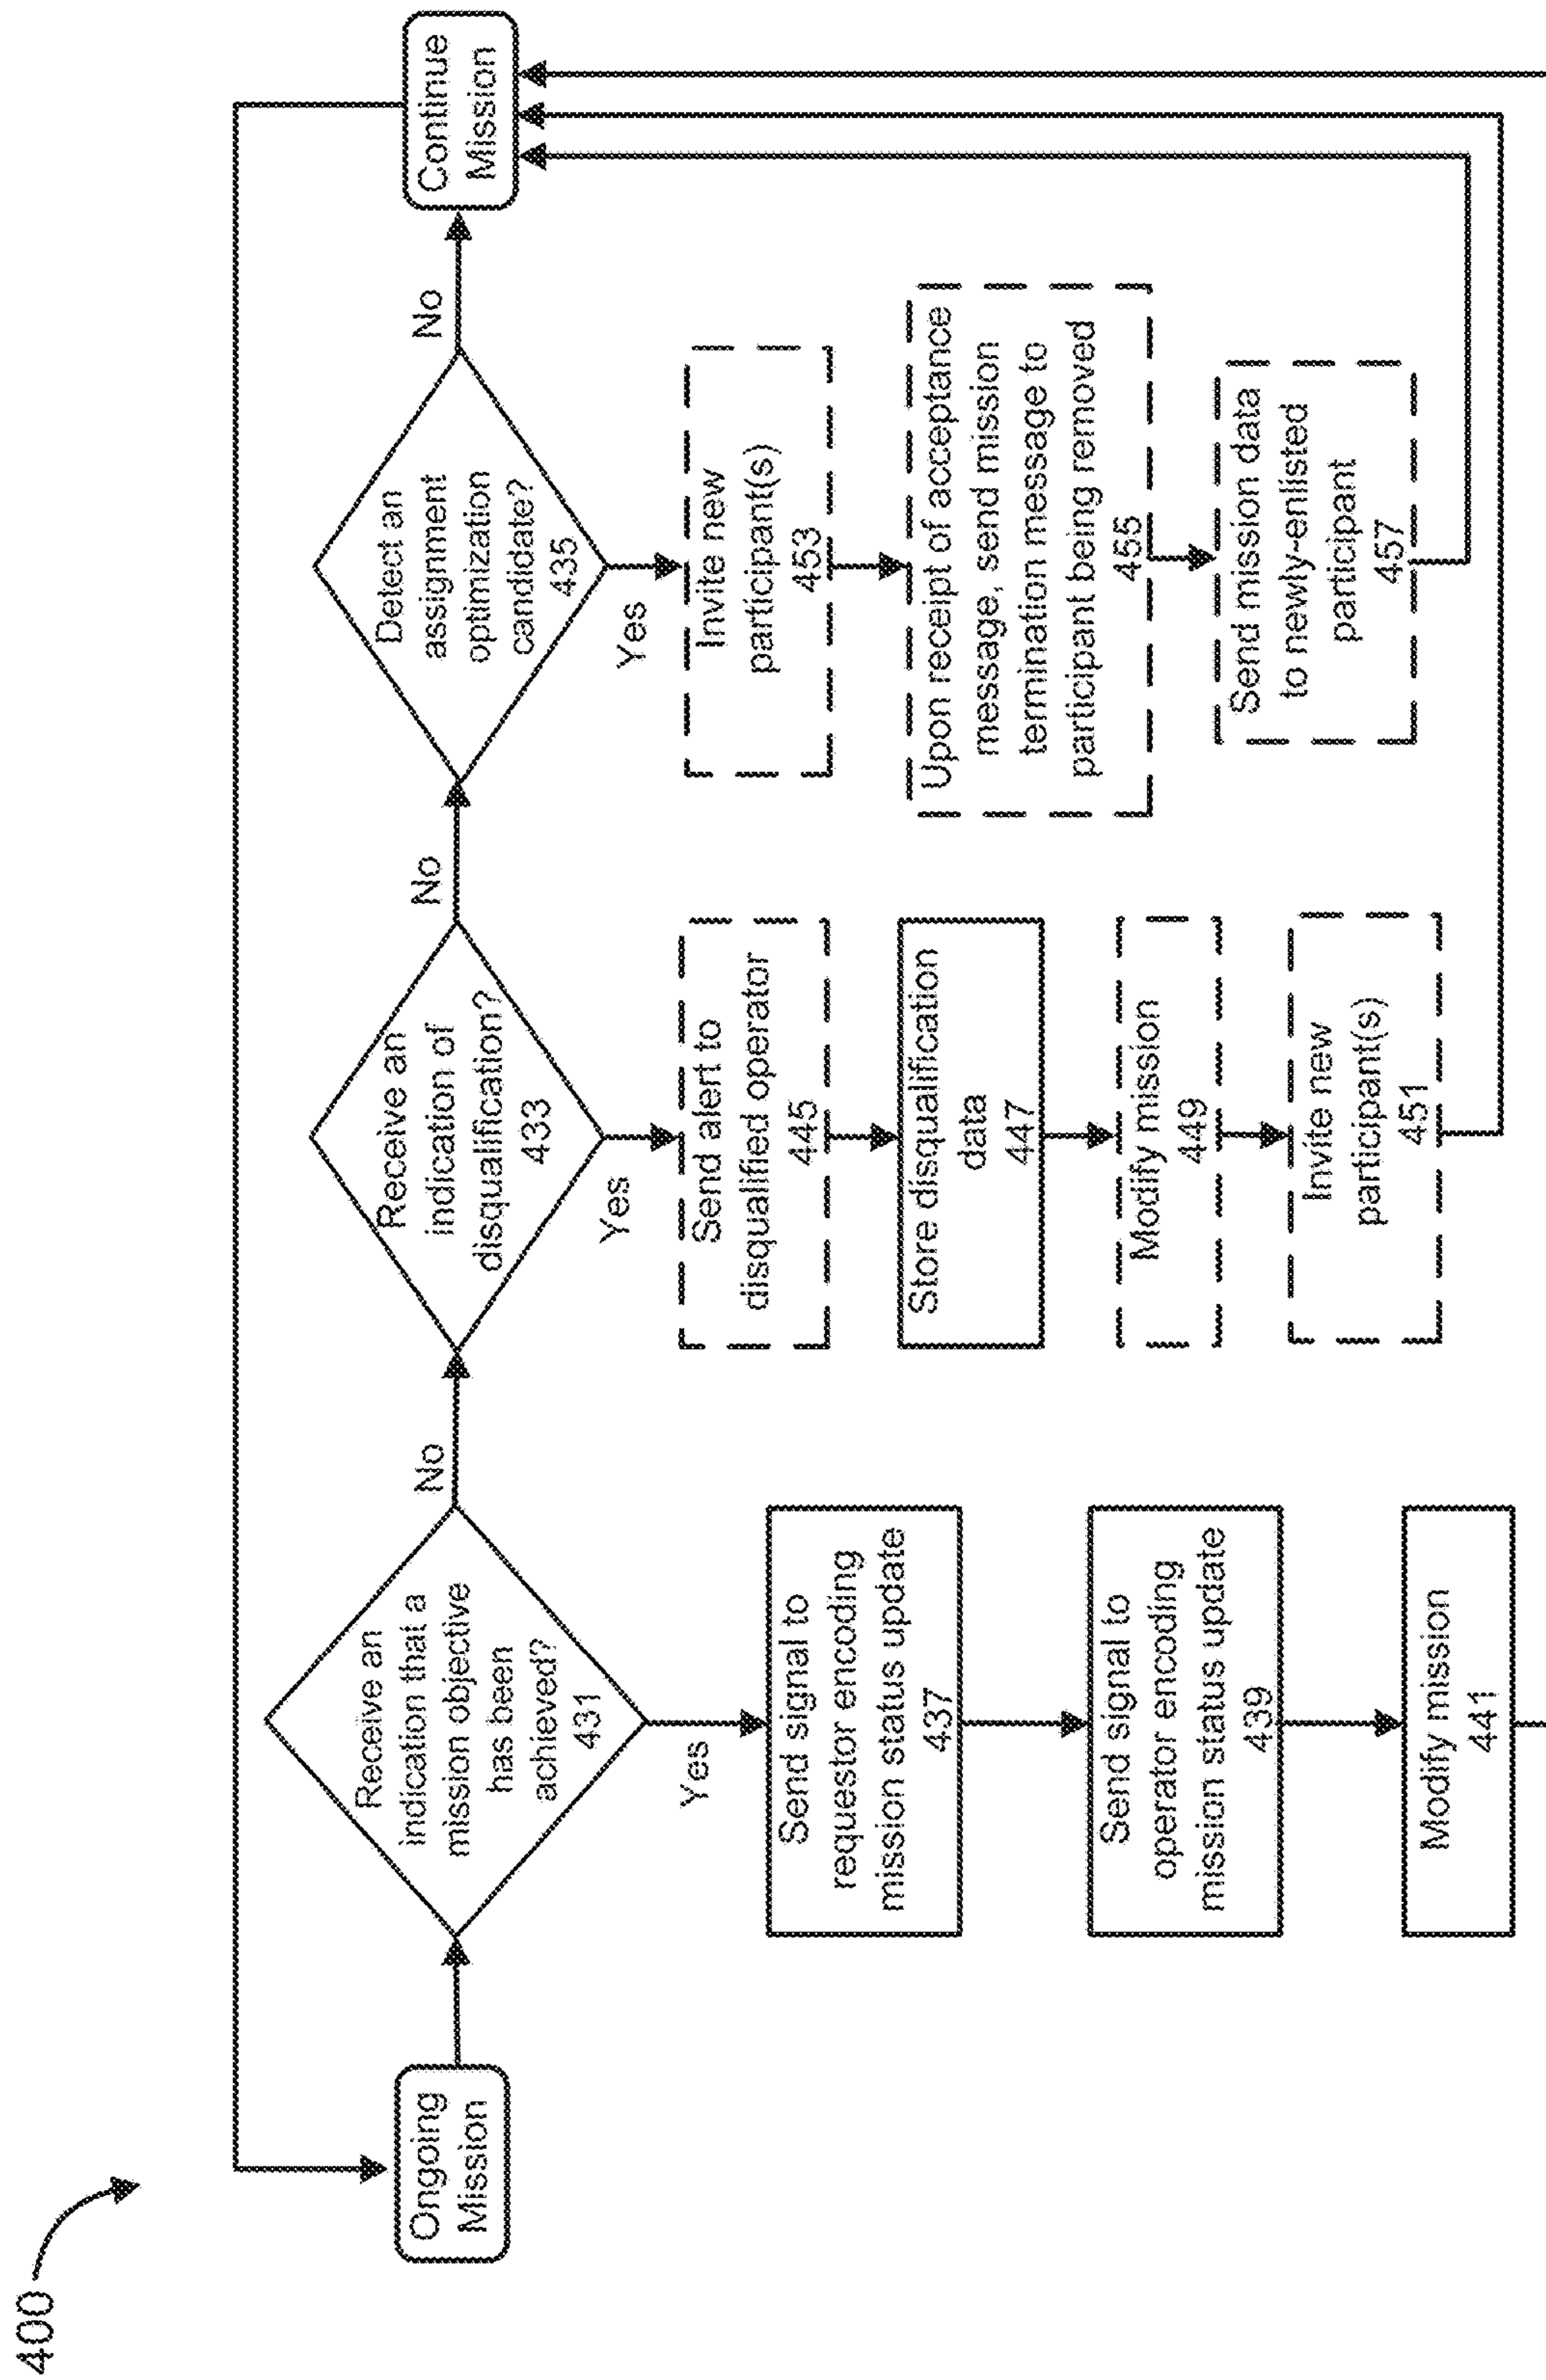 400
Ongoing
Mission
Receive an
indication that a
mission objective
has been
achieved?
431
No
Receive an
indication of
disqualification?
433
No
Detect an
assignment
optimization
candidate?
435
No
Continue
Mission
Yes
Send signal to
requestor encoding
mission status update
437
Send signal to
operator encoding
mission status update
439
Modify mission
441
Yes
Send alert to
disqualified operator
445
Store disqualification
data
447
Modify mission
449
Invite new
participant(s)
451
Yes
Invite new
participant(s)
453
Upon receipt of acceptance
message, send mission
termination message to
participant being removed
455
Send mission data
to newly-enlisted
participant
457